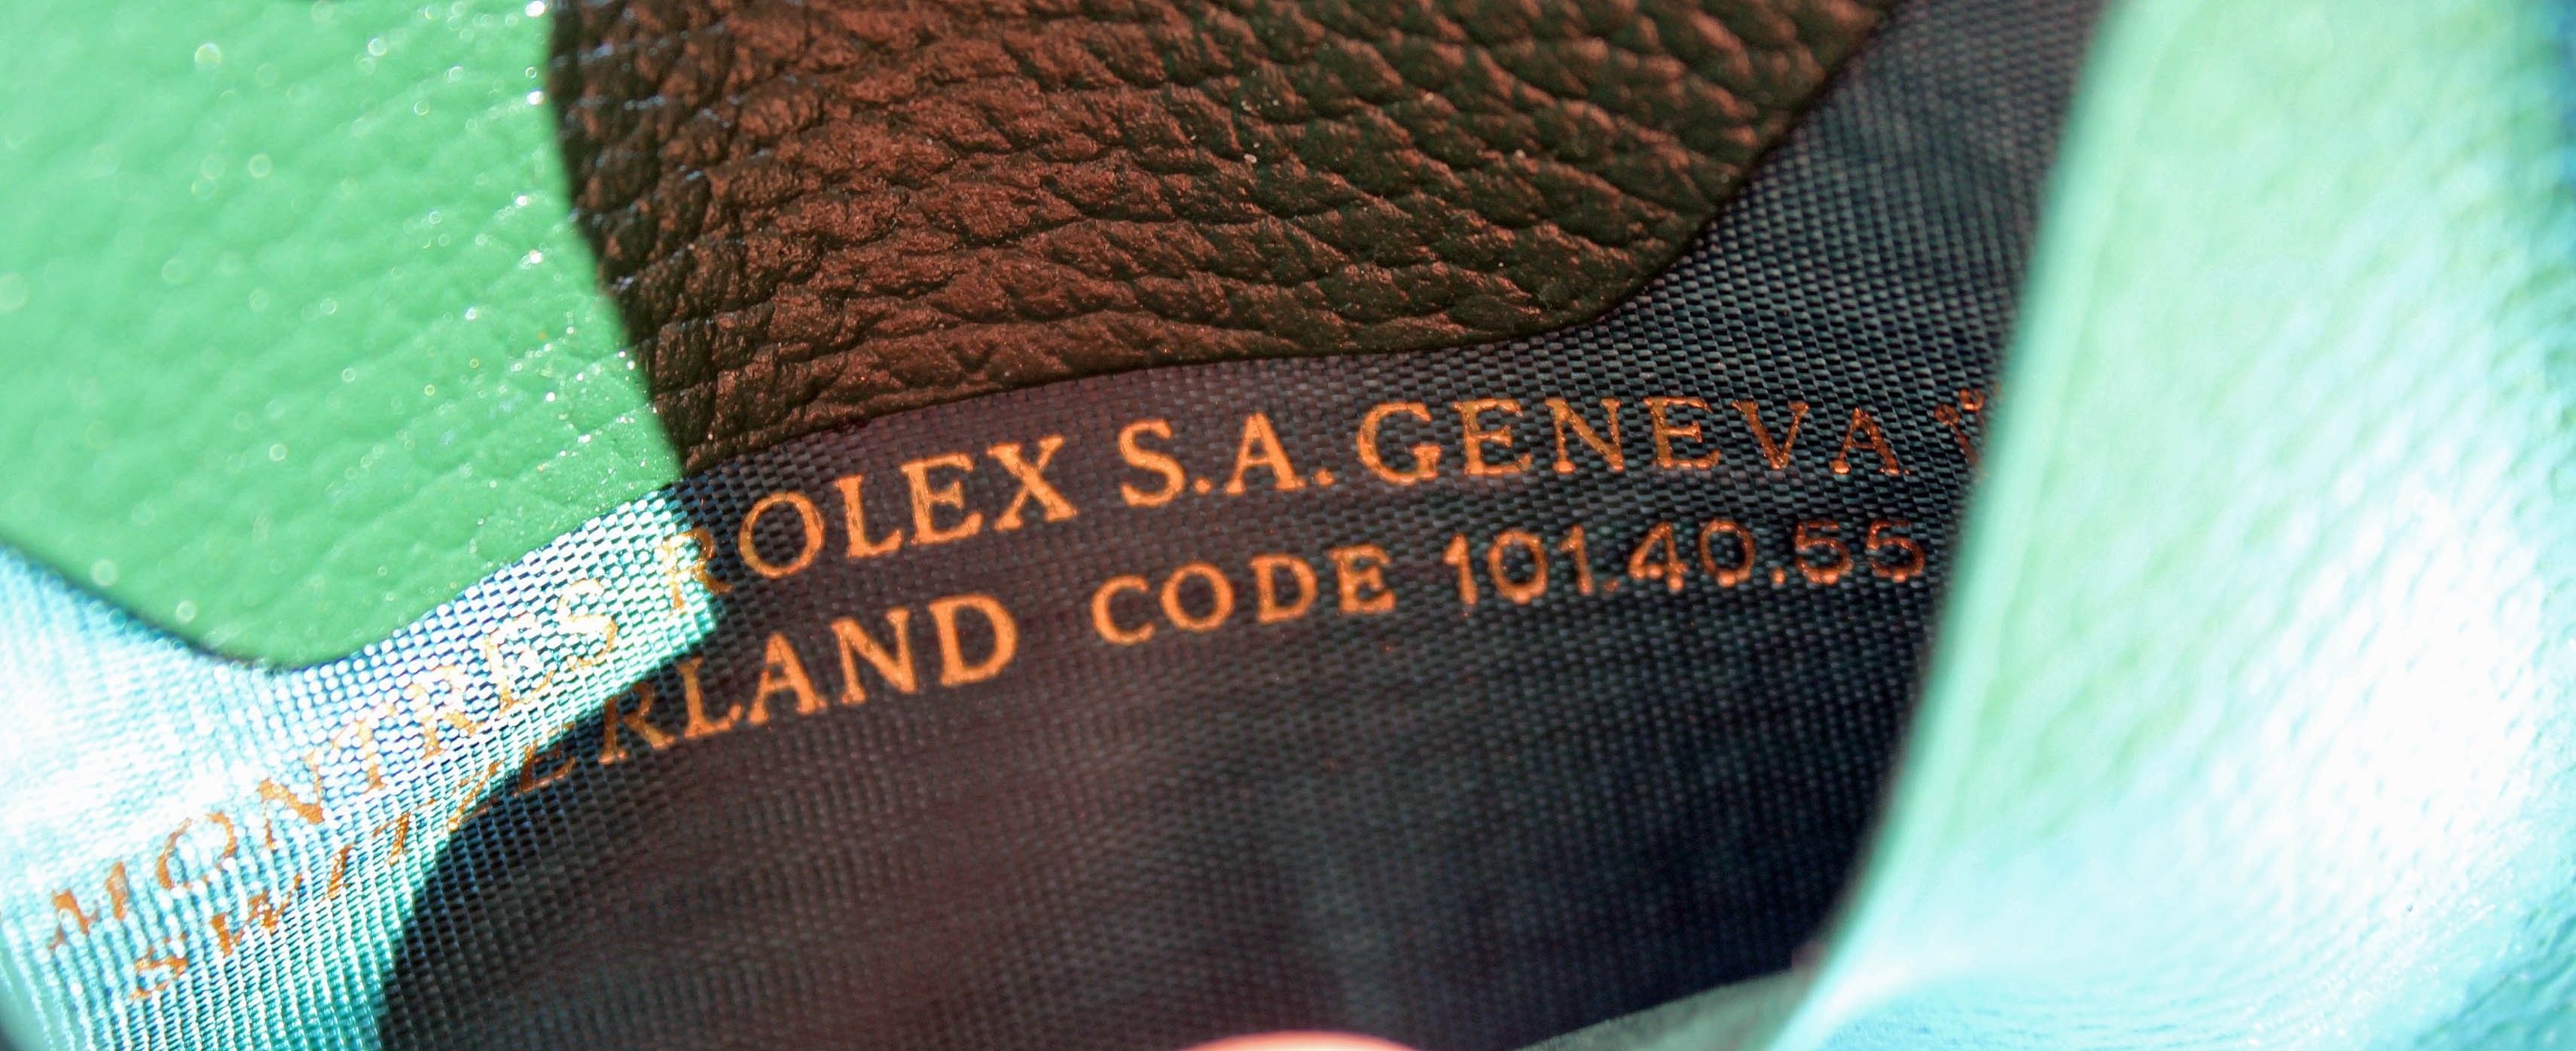 MONTRES ROLEX S.A. GENEVA
SWITZERLAND CODE 101.40.55